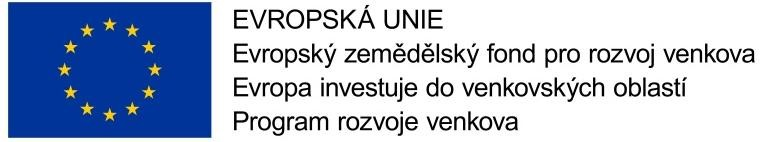 EVROPSKÁ UNIE
Evropský zemědělský fond pro rozvoj venkova
Evropa investuje do venkovských oblastí
Program rozvoje venkova